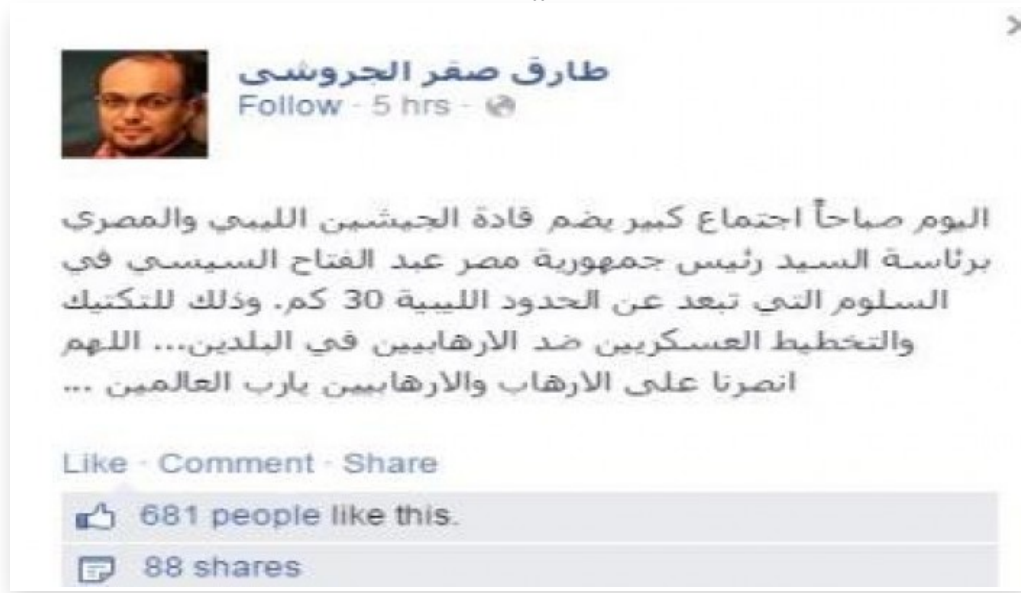 طارق صقر الجروشى
Follow · 5 hrs ·
اليوم صباحاً اجتماع كبير يضم قادة الجيشين الليبي والمصري
برئاسة السيد رئيس جمهورية مصر عبد الفتاح السيسي في
السلوم التي تبعد عن الحدود الليبية 30 كم. وذلك للتكتيك
والتخطيط العسكريين ضد الارهابيين في البلدين... اللهم
انصرنا على الارهاب والارهابيين يارب العالمين ...
Like · Comment · Share
681 people like this.
88 shares